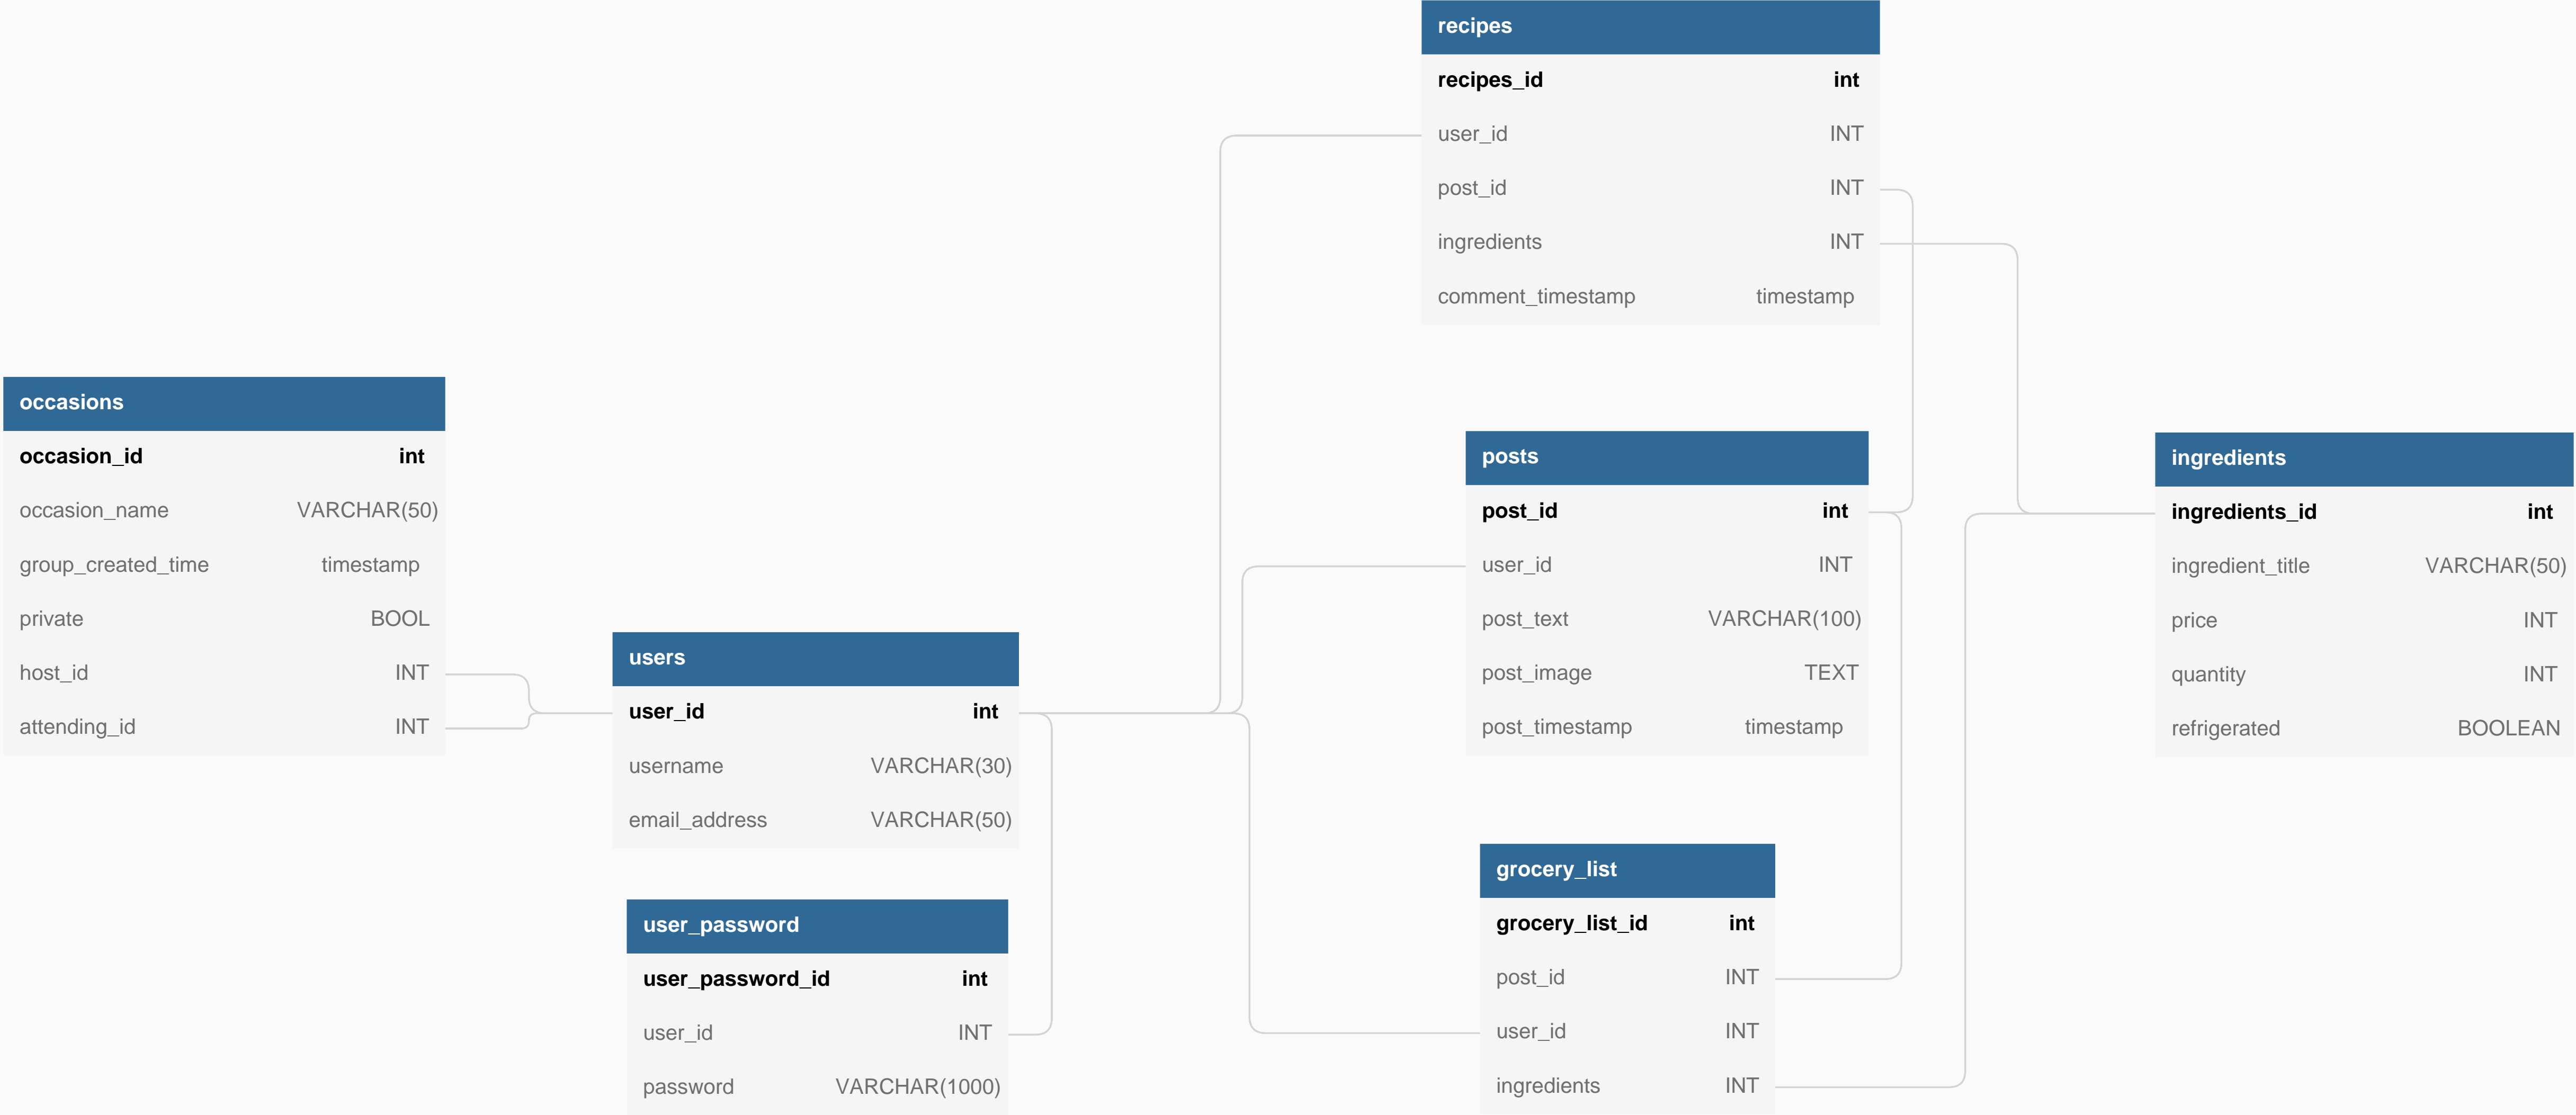 recipes
recipes_id int
user_id INT
post_id INT
ingredients INT
comment_timestamp timestamp
occasions
occasion_id int
occasion_name VARCHAR(50)
group_created_time timestamp
private BOOL
host_id INT
attending_id INT
users
user_id int
username VARCHAR(30)
email_address VARCHAR(50)
user_password
user_password_id int
user_id INT
password VARCHAR(1000)
posts
post_id int
user_id INT
post_text VARCHAR(100)
post_image TEXT
post_timestamp timestamp
grocery_list
grocery_list_id int
post_id INT
user_id INT
ingredients INT
ingredients
ingredients_id int
ingredient_title VARCHAR(50)
price INT
quantity INT
refrigerated BOOLEAN